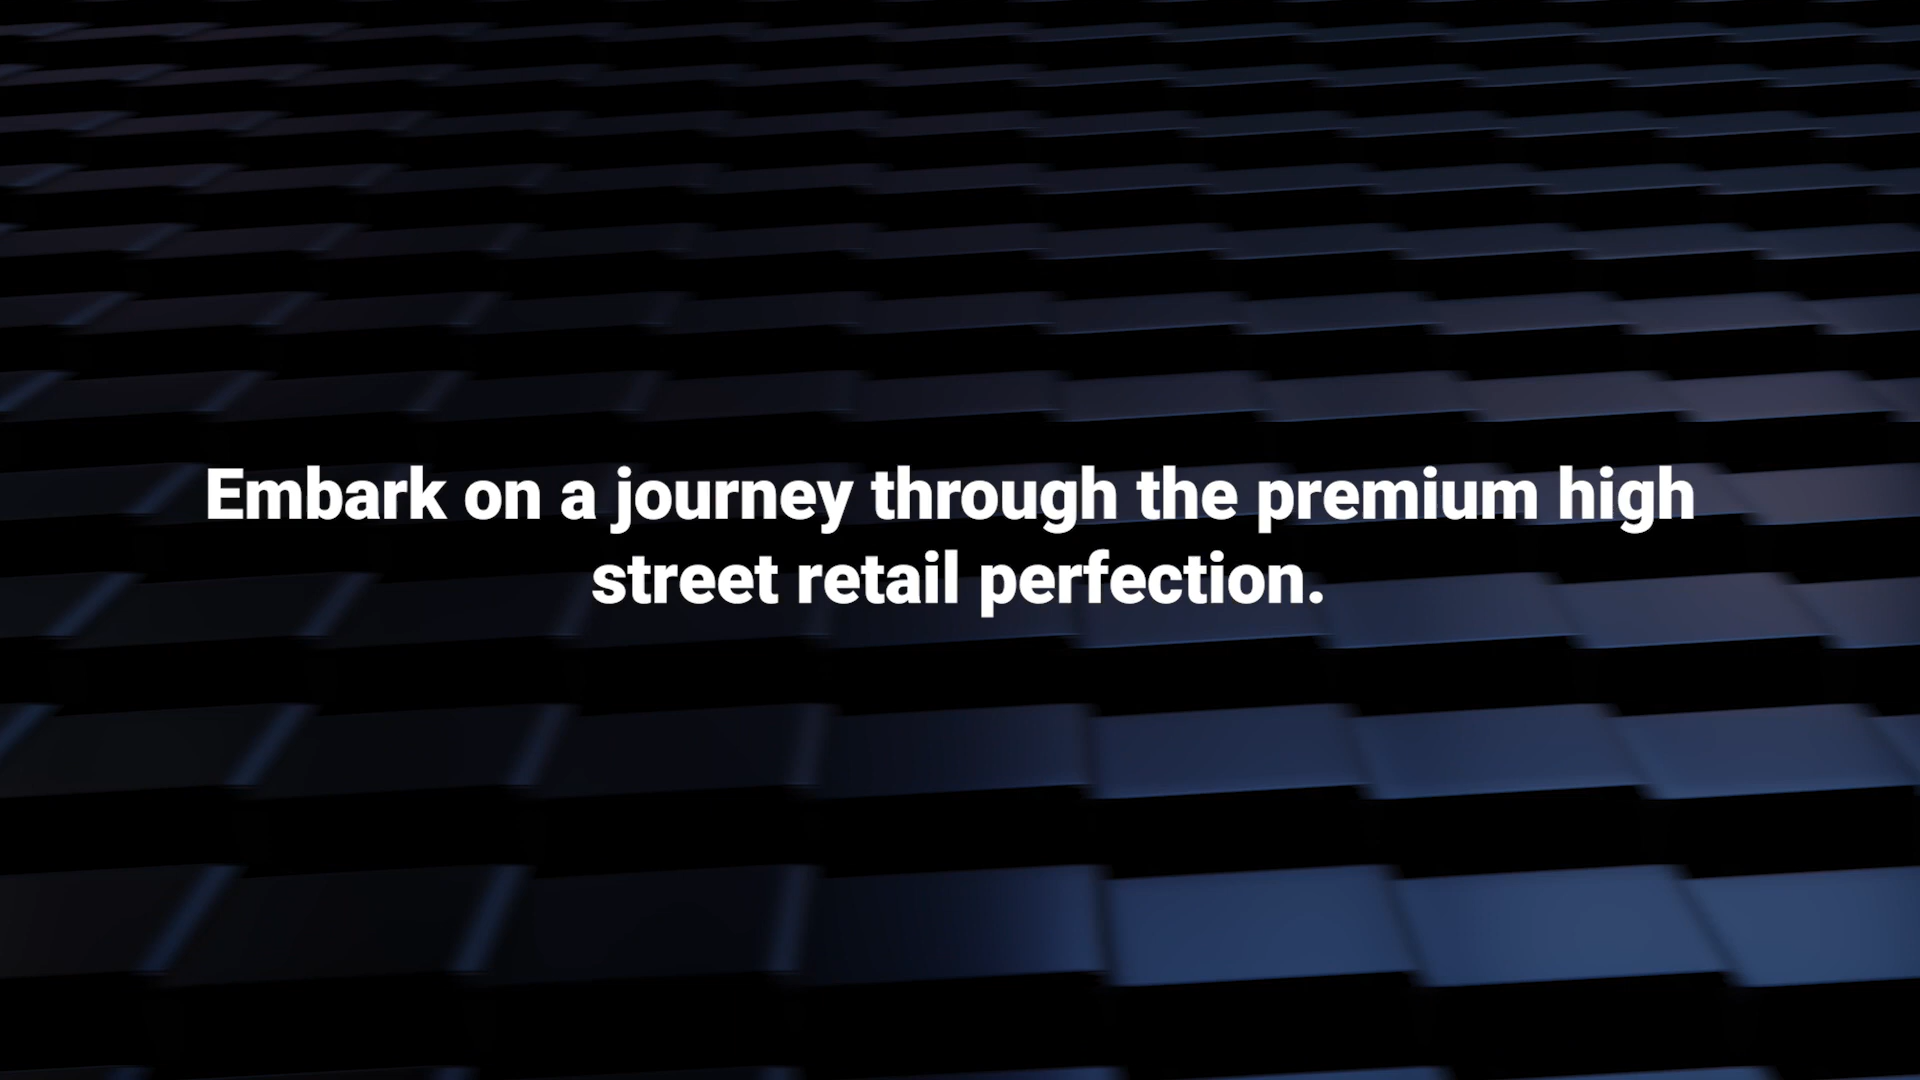 Embark on a journey through the premium high
street retail perfection.